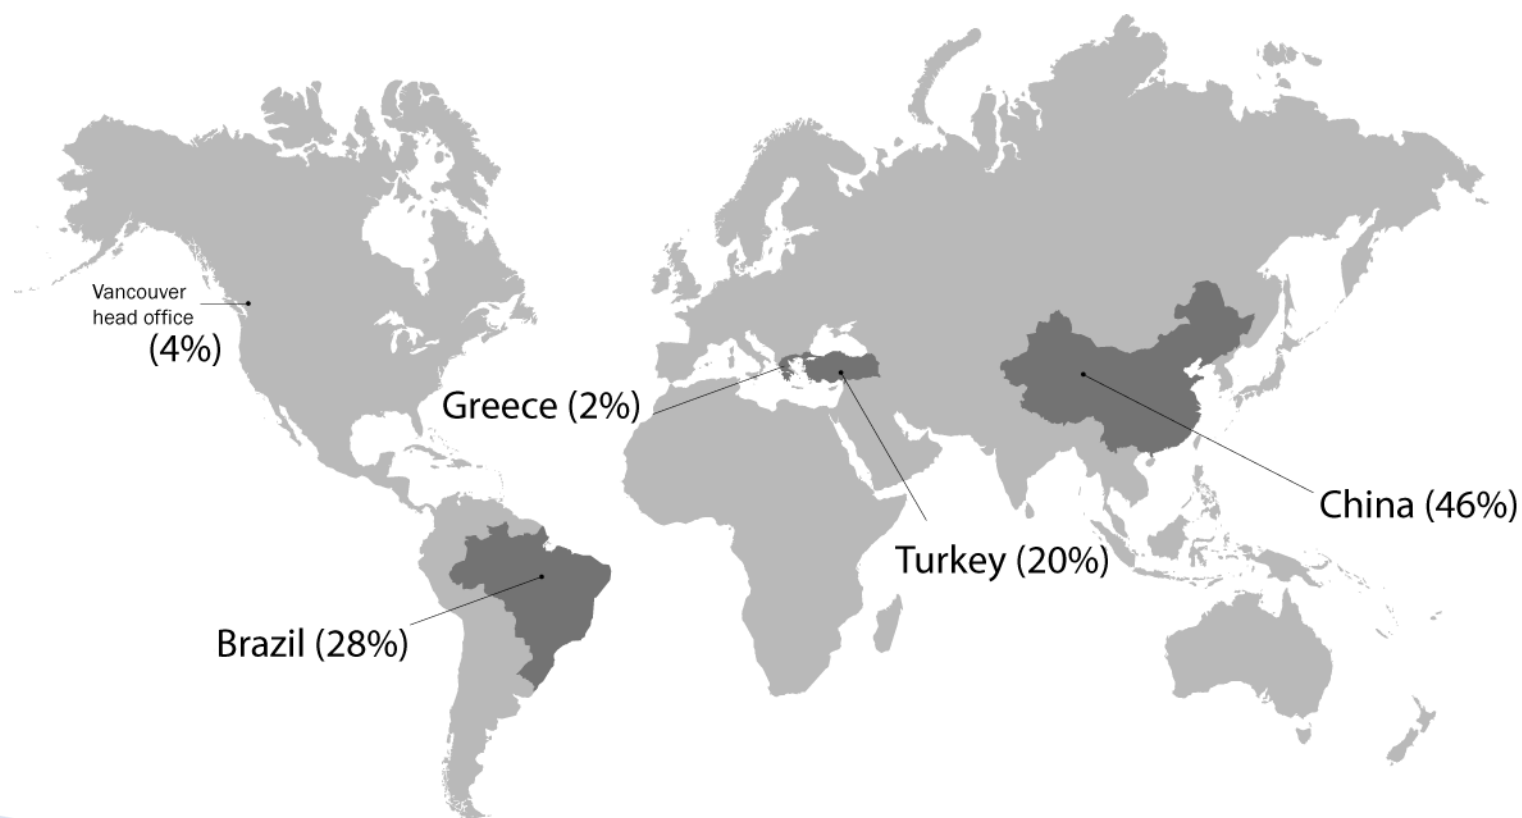 Vancouver
head office
(4%)
Greece (2%)
China (46%)
Turkey (20%)
Brazil (28%)